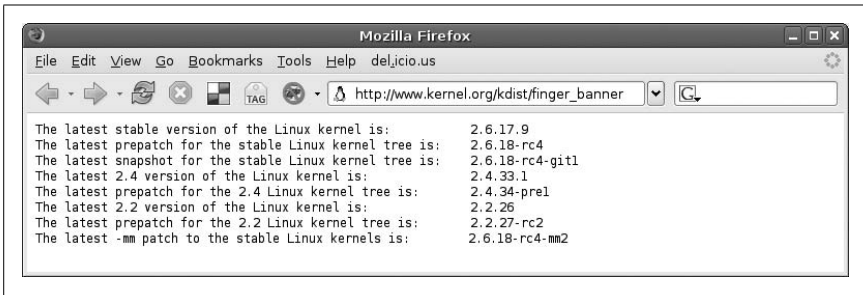 Mozilla Firefox
File Edit View Go Bookmarks Tools Help del.icio.us
TAG http://www.kernel.org/kdist/finger_banner G
The latest stable version of the Linux kernel is: 2.6.17.9
The latest prepatch for the stable Linux kernel tree is: 2.6.18-rc4
The latest snapshot for the stable Linux kernel tree is: 2.6.18-rc4-git1
The latest 2.4 version of the Linux kernel is: 2.4.33.1
The latest prepatch for the 2.4 Linux kernel tree is: 2.4.34-pre1
The latest 2.2 version of the Linux kernel is: 2.2.26
The latest prepatch for the 2.2 Linux kernel tree is: 2.2.27-rc2
The latest -mm patch to the stable Linux kernels is: 2.6.18-rc4-mm2